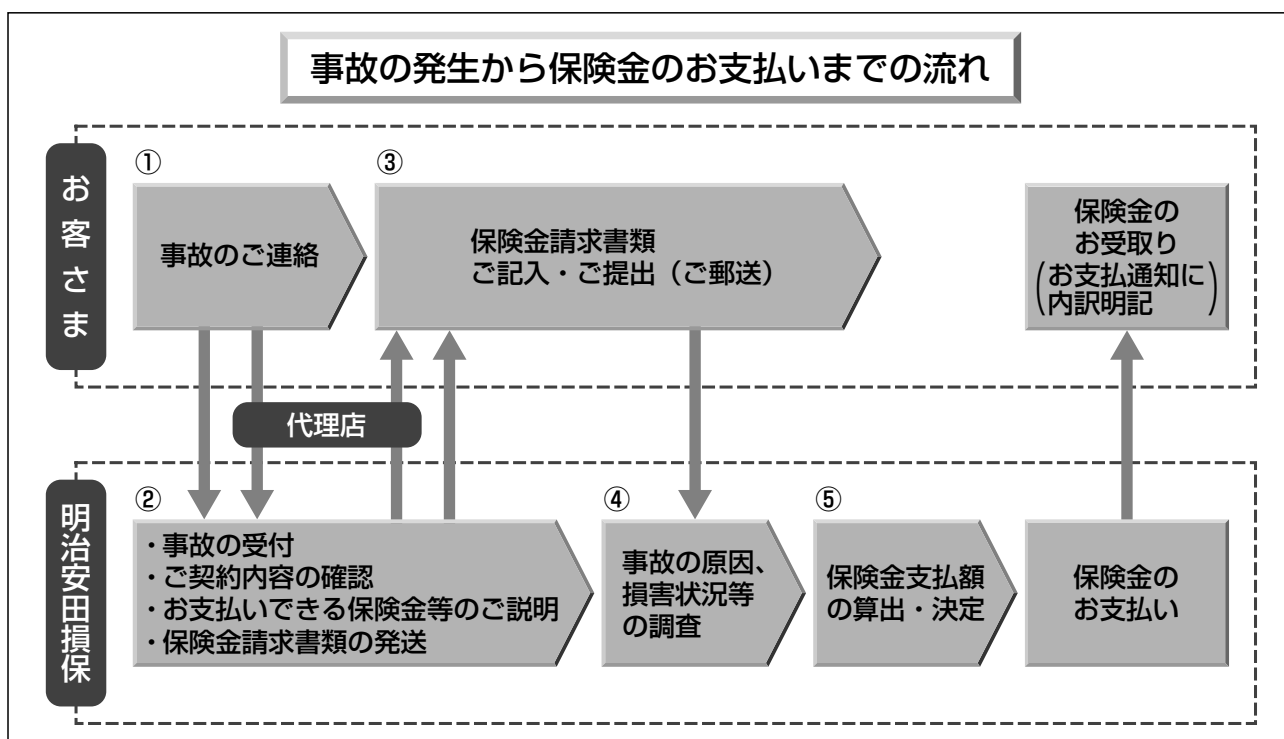 事故の発生から保険金のお支払いまでの流れ
お客さま
①
事故のご連絡
③
保険金請求書類
ご記入・ご提出（ご郵送）
保険金の
お受取り
(お支払通知に
内訳明記)
代理店
明治安田損保
②
・事故の受付
・ご契約内容の確認
・お支払いできる保険金等のご説明
・保険金請求書類の発送
④
事故の原因、
損害状況等
の調査
⑤
保険金支払額
の算出・決定
保険金の
お支払い